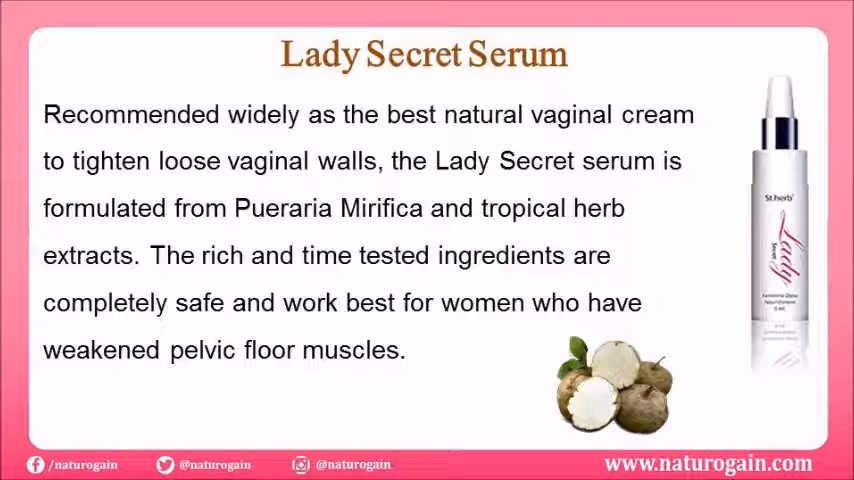 Lady Secret Serum
Recommended widely as the best natural vaginal cream
to tighten loose vaginal walls, the Lady Secret serum is
formulated from Pueraria Mirifica and tropical herb
extracts. The rich and time tested ingredients are
completely safe and work best for women who have
weakened pelvic floor muscles.
St.herb
Lady
Secret
5 ml
/naturogain
@naturogain
@naturogain
www.naturogain.com